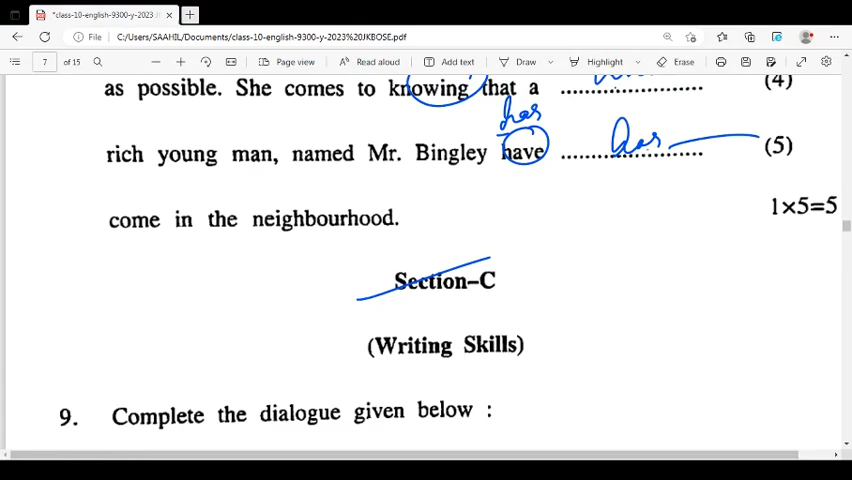 *class-10-english-9300-y-2023 JKBOSE
File C:/Users/SAAHIL/Documents/class-10-english-9300-y-2023%20JKBOSE.pdf
7 of 15 Page view Read aloud Add text Draw Highlight Erase
as possible. She comes to knowing that a .......................... (4)
has
rich young man, named Mr. Bingley have .......................... has (5)
come in the neighbourhood.
1×5=5
Section–C
(Writing Skills)
9. Complete the dialogue given below :